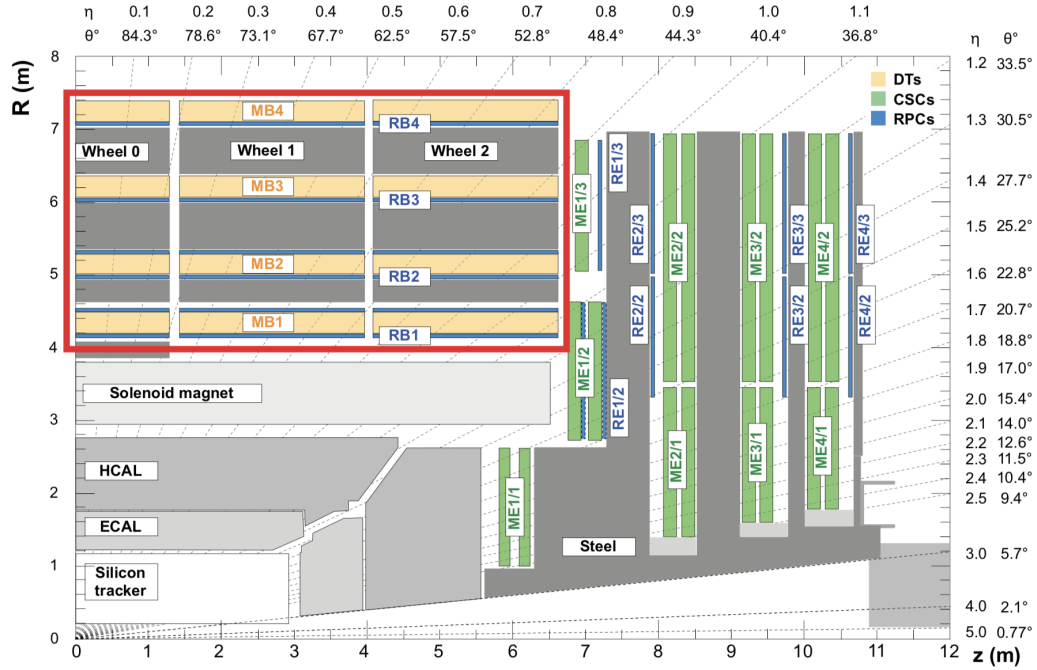 η 0.1 0.2 0.3 0.4 0.5 0.6 0.7 0.8 0.9 1.0 1.1
θ° 84.3° 78.6° 73.1° 67.7° 62.5° 57.5° 52.8° 48.4° 44.3° 40.4° 36.8° η θ°
R (m)
8
7
6
5
4
3
2
1
0
1.2 33.5°
1.3 30.5°
1.4 27.7°
1.5 25.2°
1.6 22.8°
1.7 20.7°
1.8 18.8°
1.9 17.0°
2.0 15.4°
2.1 14.0°
2.2 12.6°
2.3 11.5°
2.4 10.4°
2.5 9.4°
3.0 5.7°
4.0 2.1°
5.0 0.77°
DTs
CSCs
RPCs
MB4
RB4
Wheel 0
Wheel 1
Wheel 2
MB3
RB3
MB2
RB2
MB1
RB1
Solenoid magnet
HCAL
ECAL
Silicon
tracker
Steel
ME1/3
RE1/3
ME1/2
RE1/2
ME1/1
RE2/3
RE2/2
ME2/2
ME2/1
ME3/2
ME3/1
RE3/3
RE3/2
ME4/2
ME4/1
RE4/3
RE4/2
0 1 2 3 4 5 6 7 8 9 10 11 12
z (m)